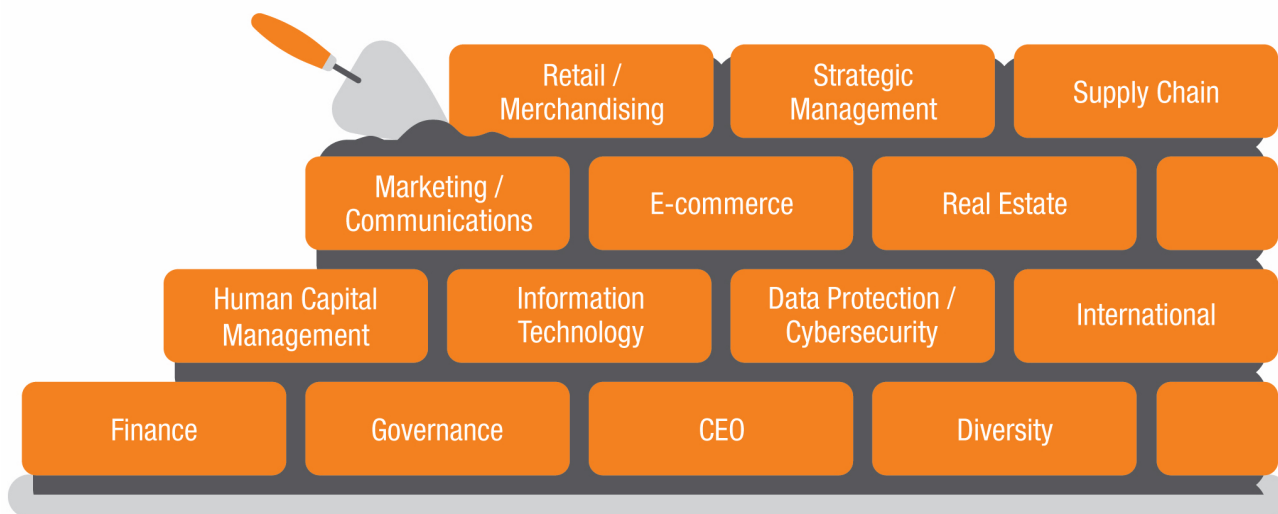 Retail /
Merchandising
Strategic
Management
Supply Chain
Marketing /
Communications
E-commerce
Real Estate
Human Capital
Management
Information
Technology
Data Protection /
Cybersecurity
International
Finance
Governance
CEO
Diversity